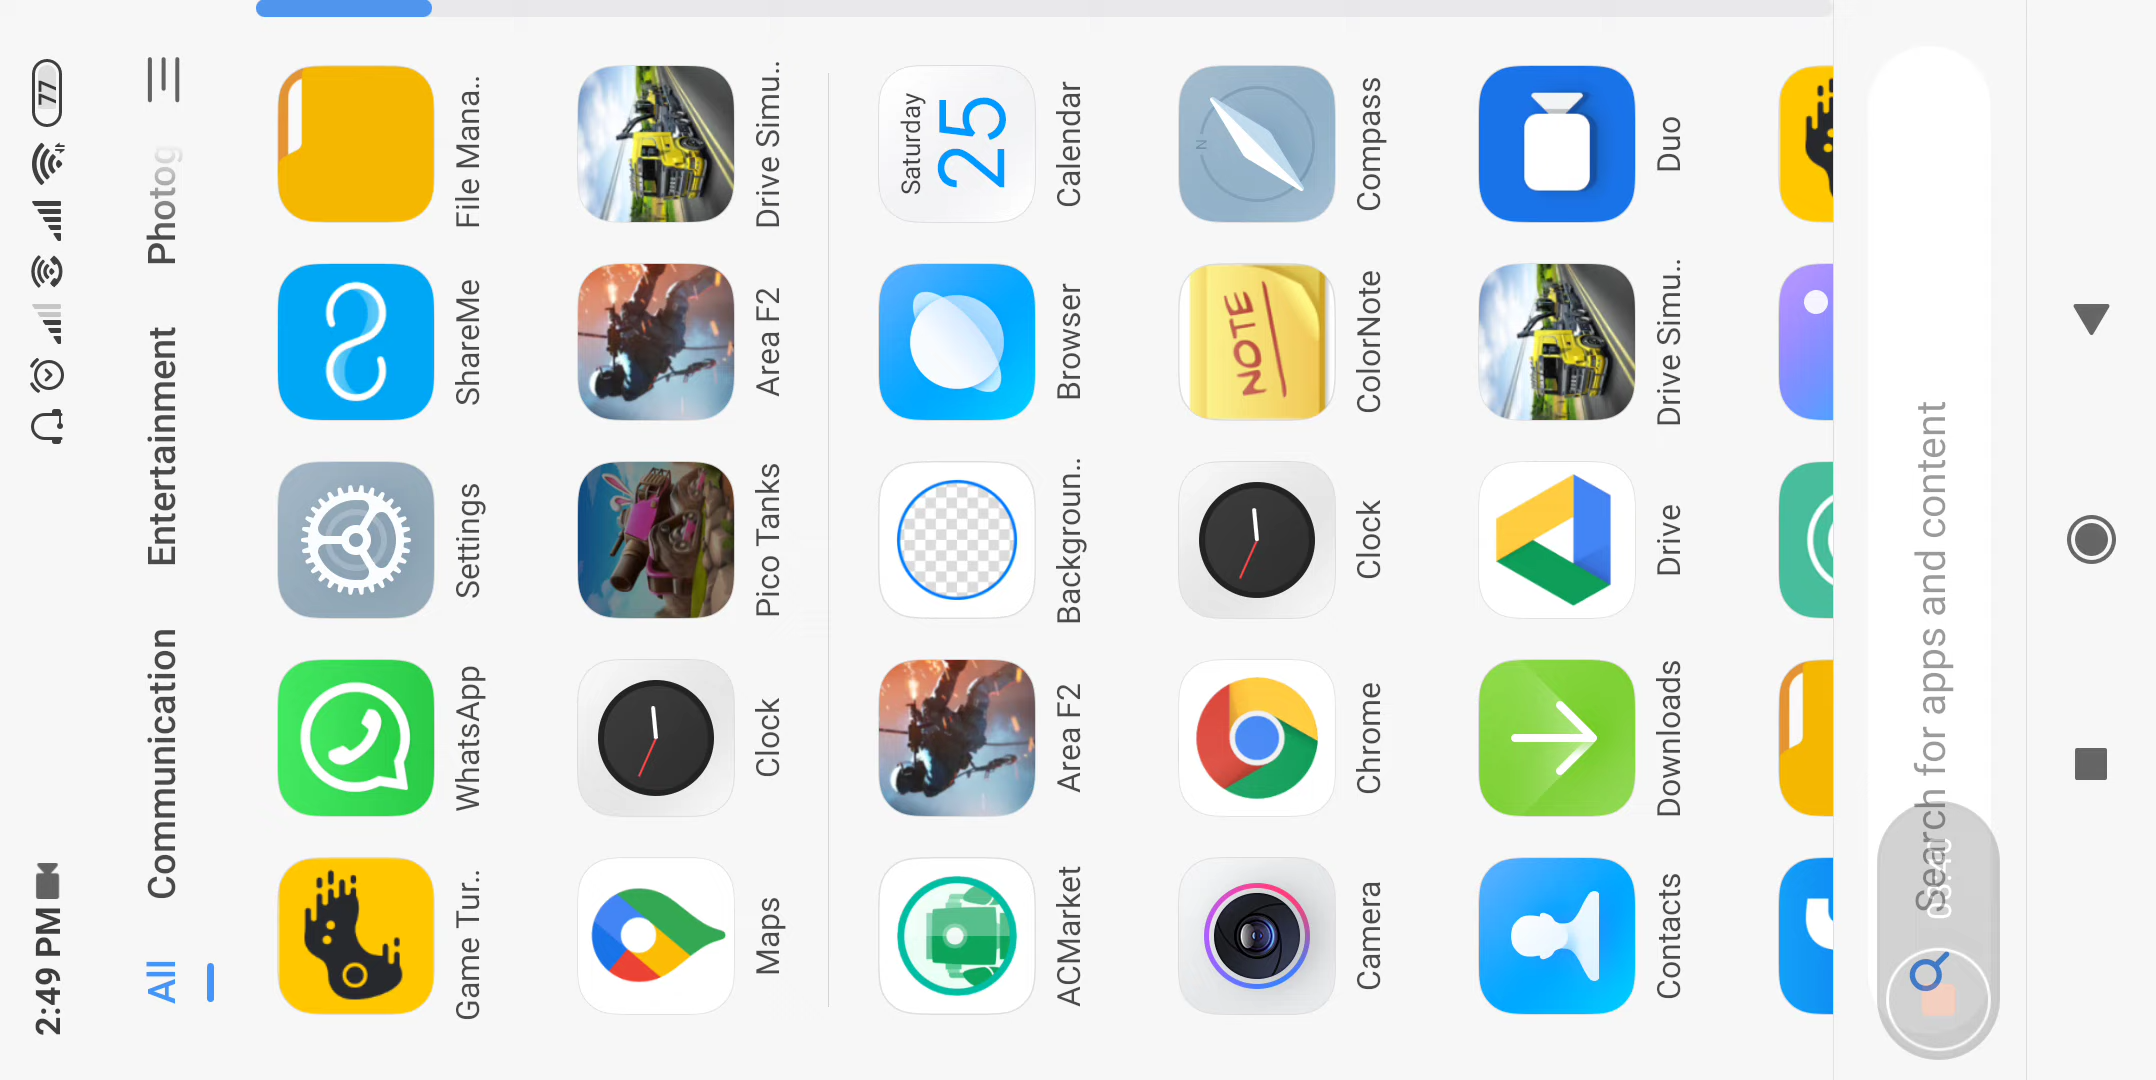 2:49 PM
77
All Communication Entertainment Photog
Game Tur.. WhatsApp Settings ShareMe File Mana..
Maps Clock Pico Tanks Area F2 Drive Simu..
Saturday
25
ACMarket Area F2 Backgroun.. Browser Calendar
NOTE
N
Camera Chrome Clock ColorNote Compass
Contacts Downloads Drive Drive Simu.. Duo
Search for apps and content